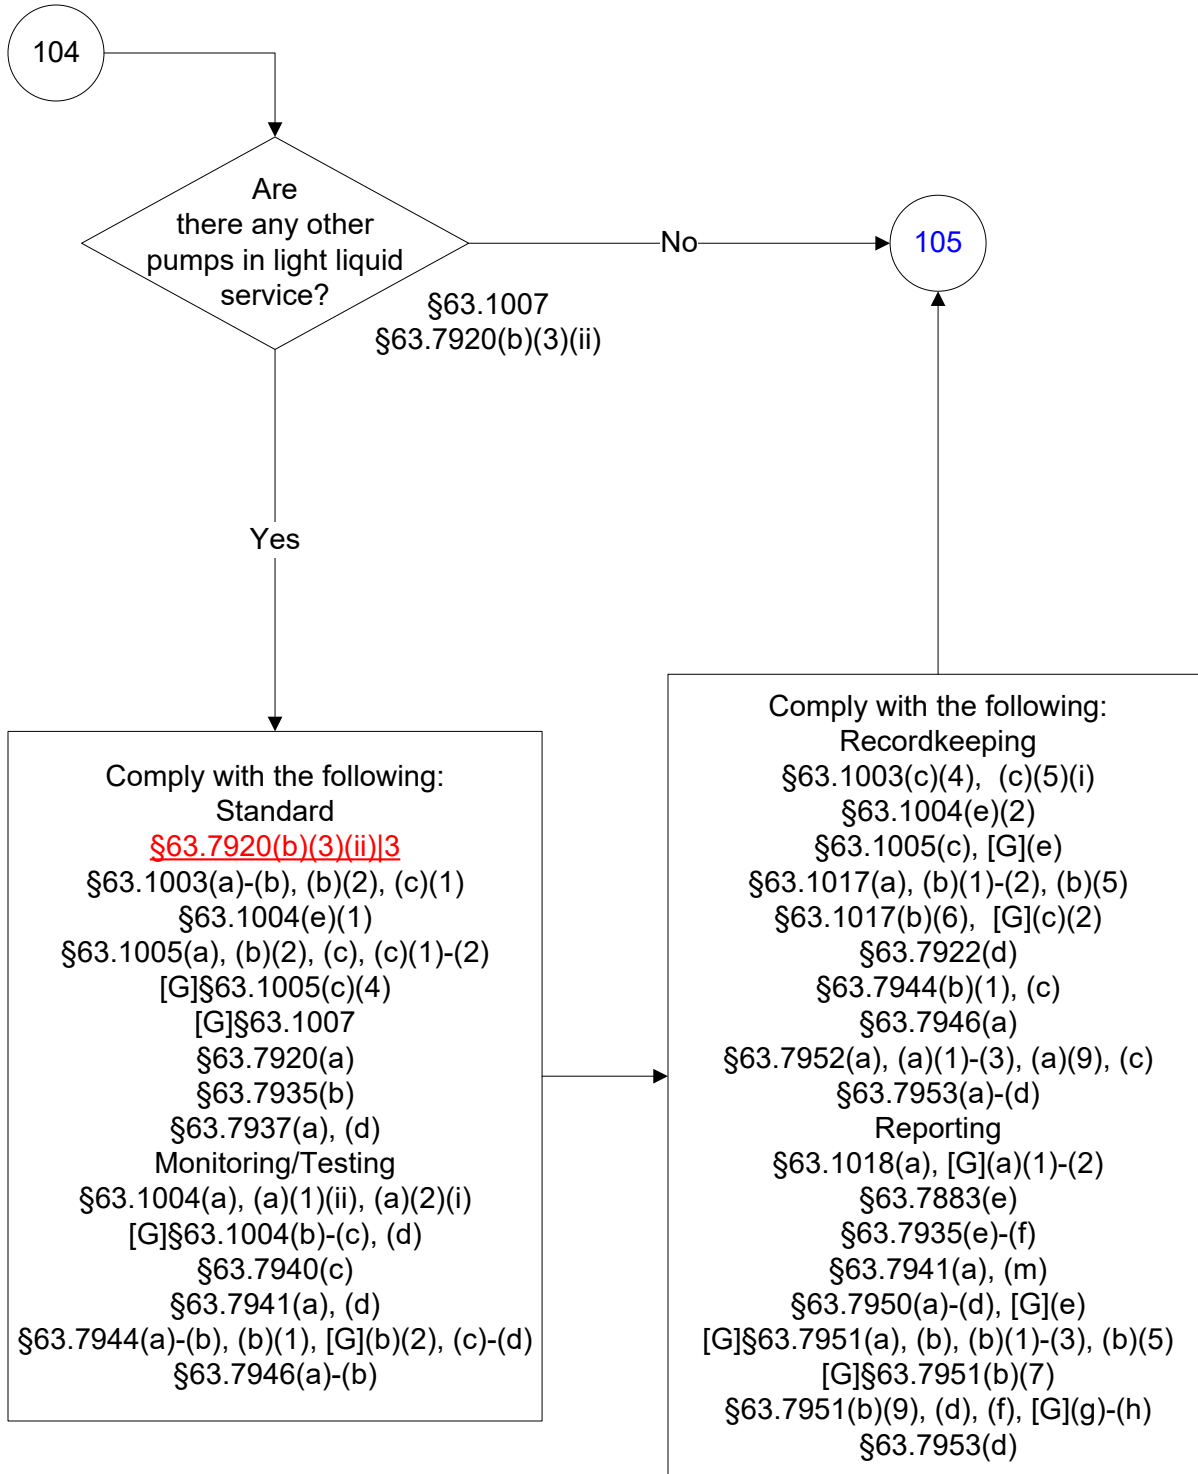 104
Are
there any other
pumps in light liquid
service?
No
105
§63.1007
§63.7920(b)(3)(ii)
Yes
Comply with the following:
Standard
§63.7920(b)(3)(ii)|3
§63.1003(a)-(b), (b)(2), (c)(1)
§63.1004(e)(1)
§63.1005(a), (b)(2), (c), (c)(1)-(2)
[G]§63.1005(c)(4)
[G]§63.1007
§63.7920(a)
§63.7935(b)
§63.7937(a), (d)
Monitoring/Testing
§63.1004(a), (a)(1)(ii), (a)(2)(i)
[G]§63.1004(b)-(c), (d)
§63.7940(c)
§63.7941(a), (d)
§63.7944(a)-(b), (b)(1), [G](b)(2), (c)-(d)
§63.7946(a)-(b)
Comply with the following:
Recordkeeping
§63.1003(c)(4), (c)(5)(i)
§63.1004(e)(2)
§63.1005(c), [G](e)
§63.1017(a), (b)(1)-(2), (b)(5)
§63.1017(b)(6), [G](c)(2)
§63.7922(d)
§63.7944(b)(1), (c)
§63.7946(a)
§63.7952(a), (a)(1)-(3), (a)(9), (c)
§63.7953(a)-(d)
Reporting
§63.1018(a), [G](a)(1)-(2)
§63.7883(e)
§63.7935(e)-(f)
§63.7941(a), (m)
§63.7950(a)-(d), [G](e)
[G]§63.7951(a), (b), (b)(1)-(3), (b)(5)
[G]§63.7951(b)(7)
§63.7951(b)(9), (d), (f), [G](g)-(h)
§63.7953(d)